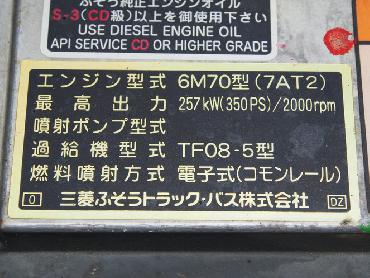 ふそう純正エンジンオイル
S-3(CD級)以上を御使用下さい
USE DIESEL ENGINE OIL
API SERVICE CD OR HIGHER GRADE
エンジン型式 6M70型(7AT2)
最高出力 257kW(350PS)/2000rpm
噴射ポンプ型式
過給機型式 TF08-5型
燃料噴射方式 電子式(コモンレール)
0 三菱ふそうトラック・バス株式会社 DZ